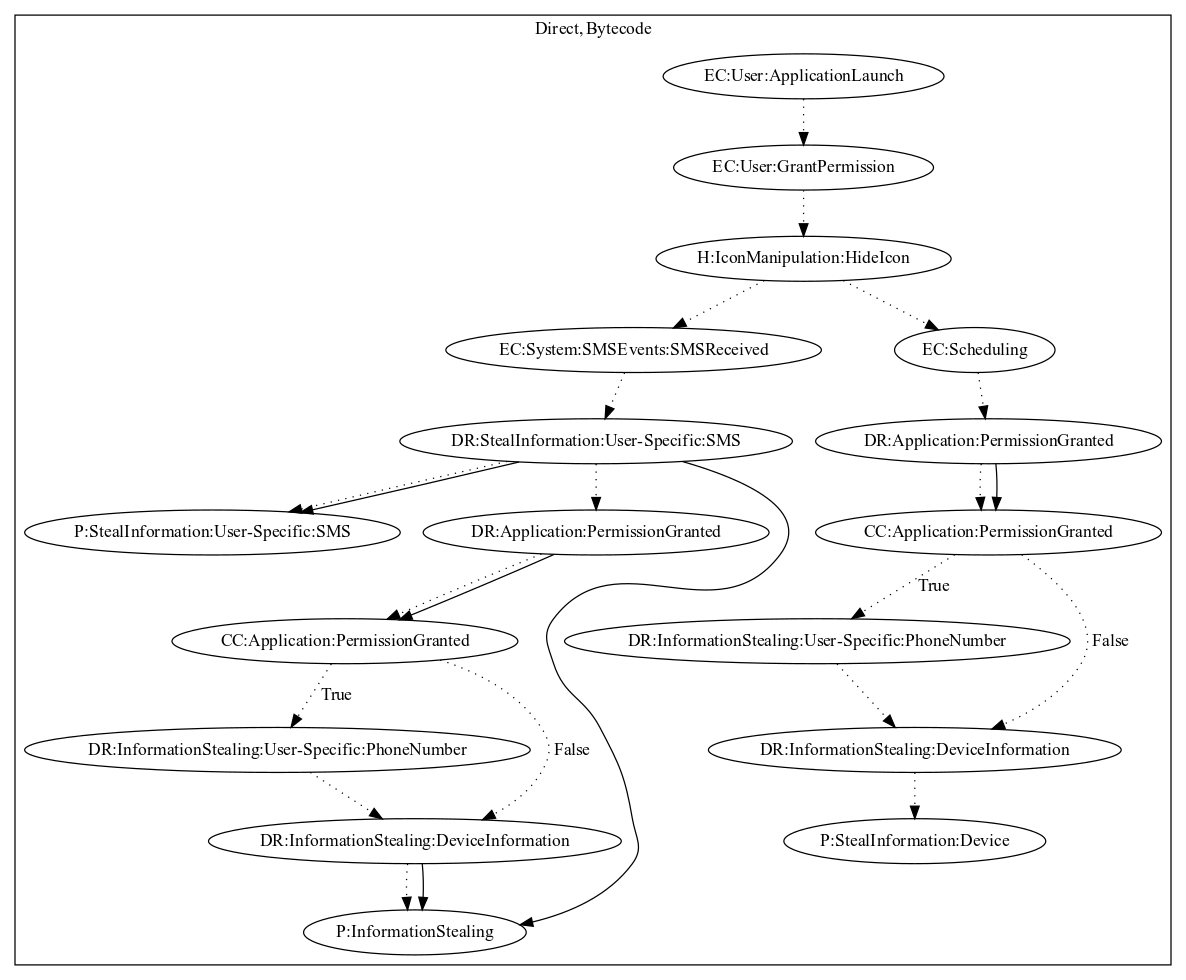 Direct, Bytecode
EC:User:ApplicationLaunch
EC:User:GrantPermission
H:IconManipulation:HideIcon
EC:System:SMSEvents:SMSReceived
EC:Scheduling
DR:StealInformation:User-Specific:SMS
DR:Application:PermissionGranted
P:StealInformation:User-Specific:SMS
DR:Application:PermissionGranted
CC:Application:PermissionGranted
True
CC:Application:PermissionGranted
DR:InformationStealing:User-Specific:PhoneNumber
False
True
DR:InformationStealing:User-Specific:PhoneNumber
False
DR:InformationStealing:DeviceInformation
DR:InformationStealing:DeviceInformation
P:StealInformation:Device
P:InformationStealing